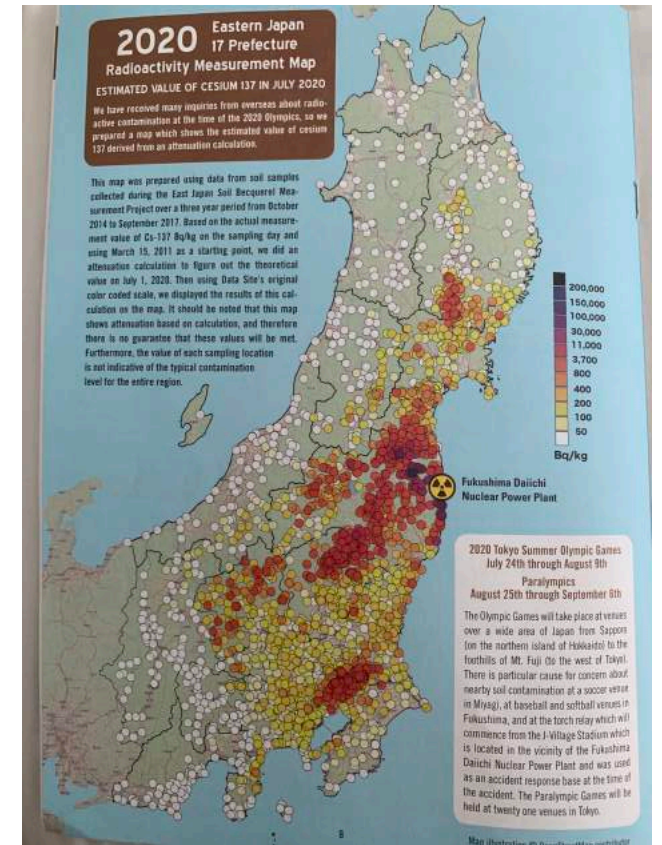 2020
Eastern Japan
17 Prefecture
Radioactivity Measurement Map
ESTIMATED VALUE OF CESIUM 137 IN JULY 2020
We have received many inquiries from overseas about radio-
active contamination at the time of the 2020 Olympics, so we
prepared a map which shows the estimated value of cesium
137 derived from an attenuation calculation.
This map was prepared using data from soil samples
collected during the East Japan Soil Becquerel Mea-
surement Project over a three year period from October
2014 to September 2017. Based on the actual measure-
ment value of Cs-137 Bq/kg on the sampling day and
using March 15, 2011 as a starting point, we did an
attenuation calculation to figure out the theoretical
value on July 1, 2020. Then using Data Site's original
color coded scale, we displayed the results of this cal-
culation on the map. It should be noted that this map
shows attenuation based on calculation, and therefore
there is no guarantee that these values will be met.
Furthermore, the value of each sampling location
is not indicative of the typical contamination
level for the entire region.
200,000
150,000
100,000
30,000
11,000
3,700
800
400
200
100
50
Bq/kg
Fukushima Daiichi
Nuclear Power Plant
2020 Tokyo Summer Olympic Games
July 24th through August 9th
Paralympics
August 25th through September 6th
The Olympic Games will take place at venues
over a wide area of Japan from Sapporo
(on the northern island of Hokkaido) to the
foothills of Mt. Fuji (to the west of Tokyo).
There is particular cause for concern about
nearby soil contamination at a soccer venue
in Miyagi, at baseball and softball venues in
Fukushima, and at the torch relay which will
commence from the J-Village Stadium which
is located in the vicinity of the Fukushima
Daiichi Nuclear Power Plant and was used
as an accident response base at the time of
the accident. The Paralympic Games will be
held at twenty one venues in Tokyo.
8